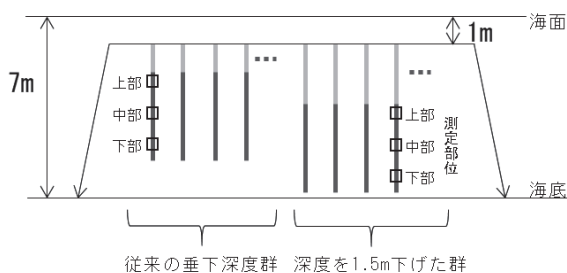 海面
1m
7m
上部
中部
下部
上部
中部
下部
測定部位
海底
従来の垂下深度群
深度を1.5m下げた群